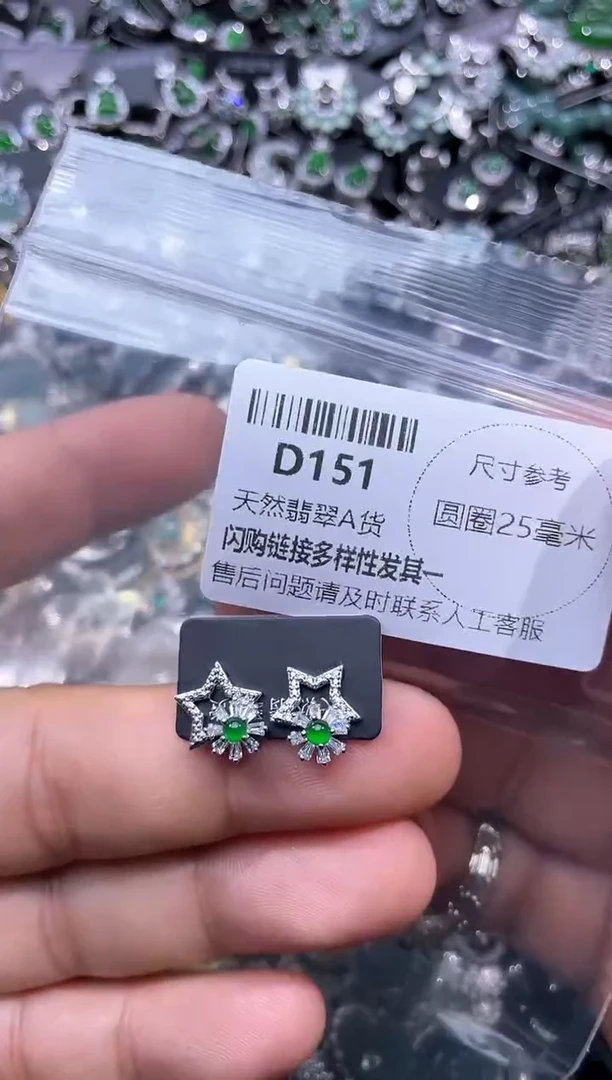 D151
天然翡翠A货
闪购链接多样性发其一
售后问题请及时联系人工客服
尺寸参考
圆圈25毫米